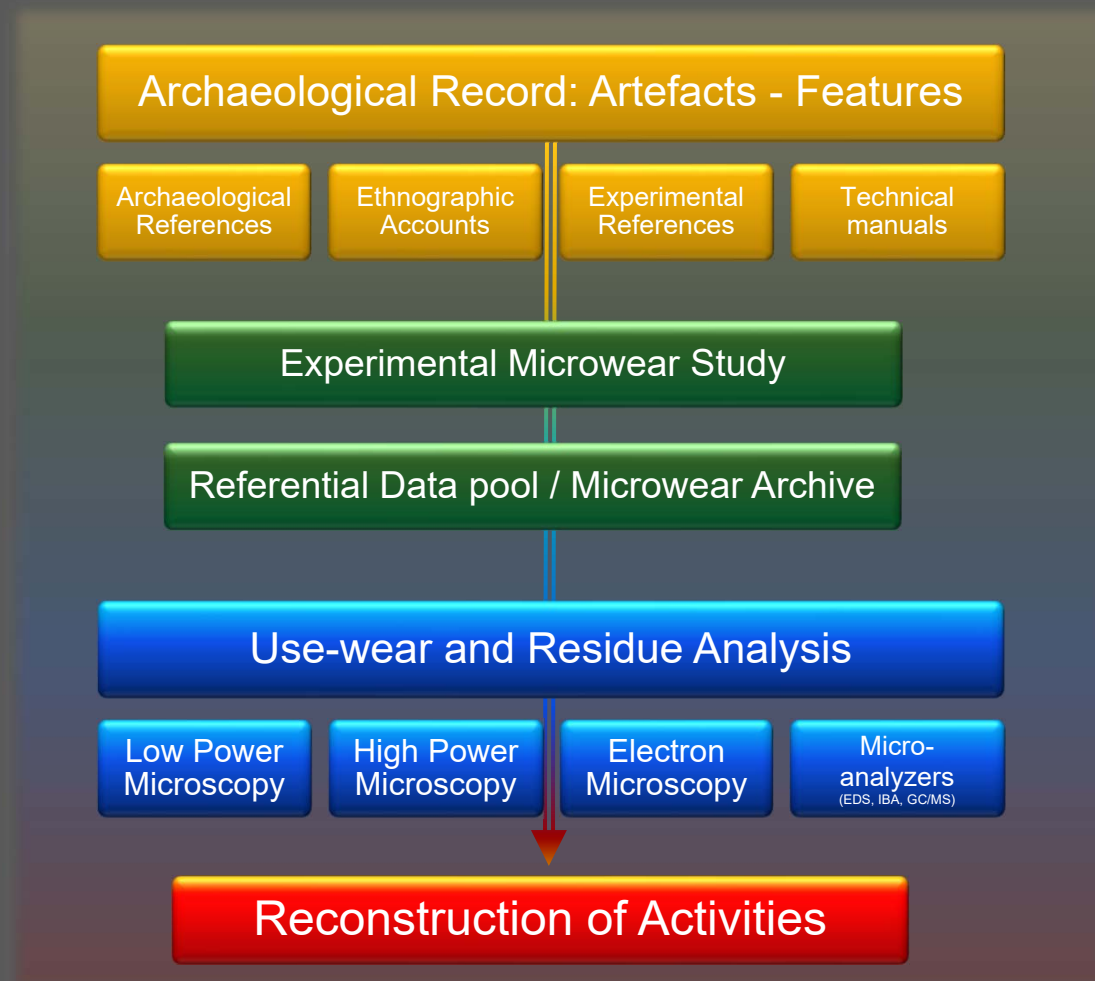 Archaeological Record: Artefacts - Features
Archaeological
References
Ethnographic
Accounts
Experimental
References
Technical
manuals
Experimental Microwear Study
Referential Data pool / Microwear Archive
Use-wear and Residue Analysis
Low Power
Microscopy
High Power
Microscopy
Electron
Microscopy
Micro-
analyzers
(EDS, IBA, GC/MS)
Reconstruction of Activities